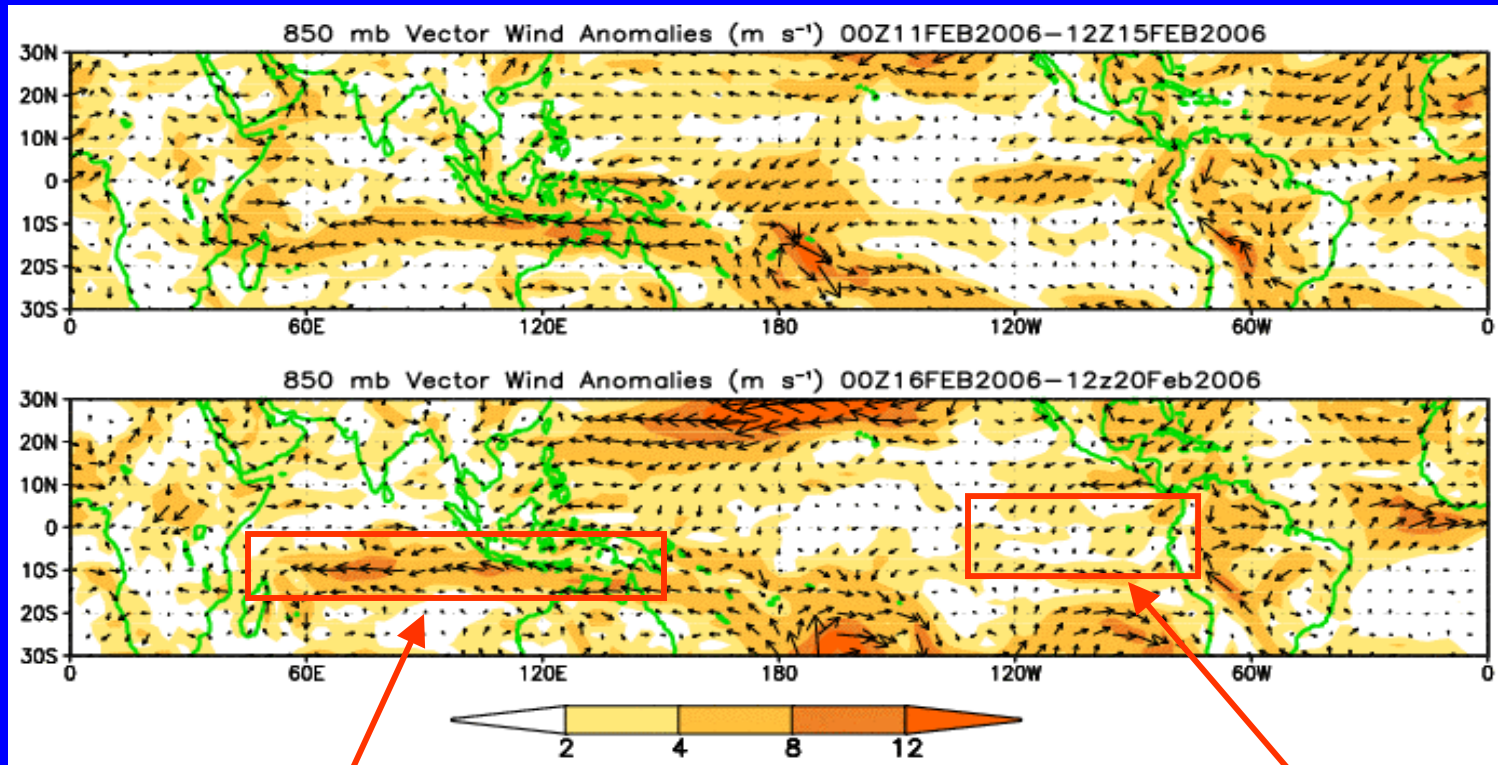 850 mb Vector Wind Anomalies (m s⁻¹) 00Z11FEB2006-12Z15FEB2006
30N
20N
10N
0
10S
20S
30S
0 60E 120E 180 120W 60W 0
850 mb Vector Wind Anomalies (m s⁻¹) 00Z16FEB2006-12z20Feb2006
30N
20N
10N
0
10S
20S
30S
0 60E 120E 180 120W 60W 0
2 4 8 12